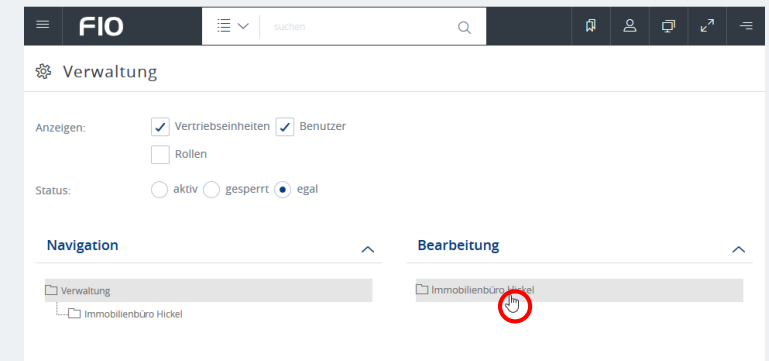 FIO
suchen
Verwaltung
Anzeigen:
Vertriebseinheiten
Benutzer
Rollen
Status:
aktiv
gesperrt
egal
Navigation
Bearbeitung
Verwaltung
Immobilienbüro Hickel
Immobilienbüro Hickel